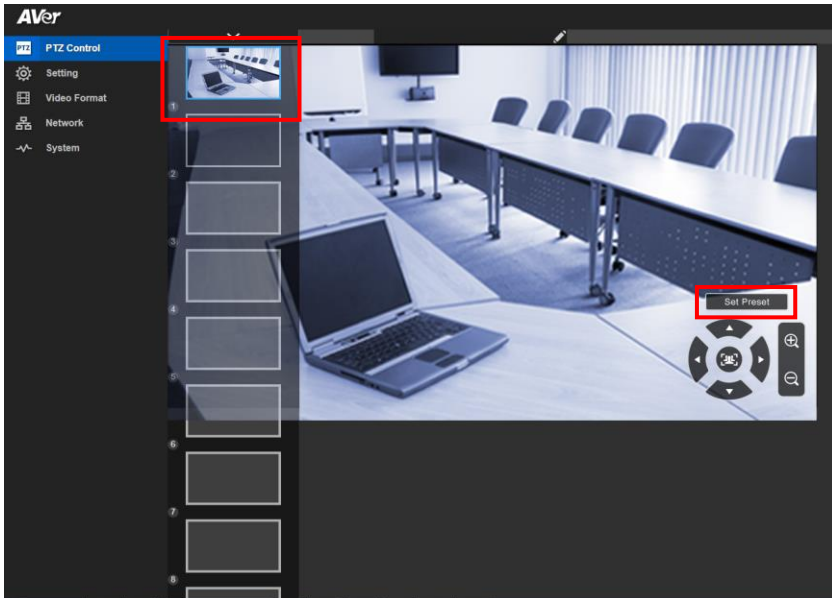 AVer
PTZ PTZ Control
Setting
Video Format
Network
System
1
2
3
4
5
6
7
8
Set Preset